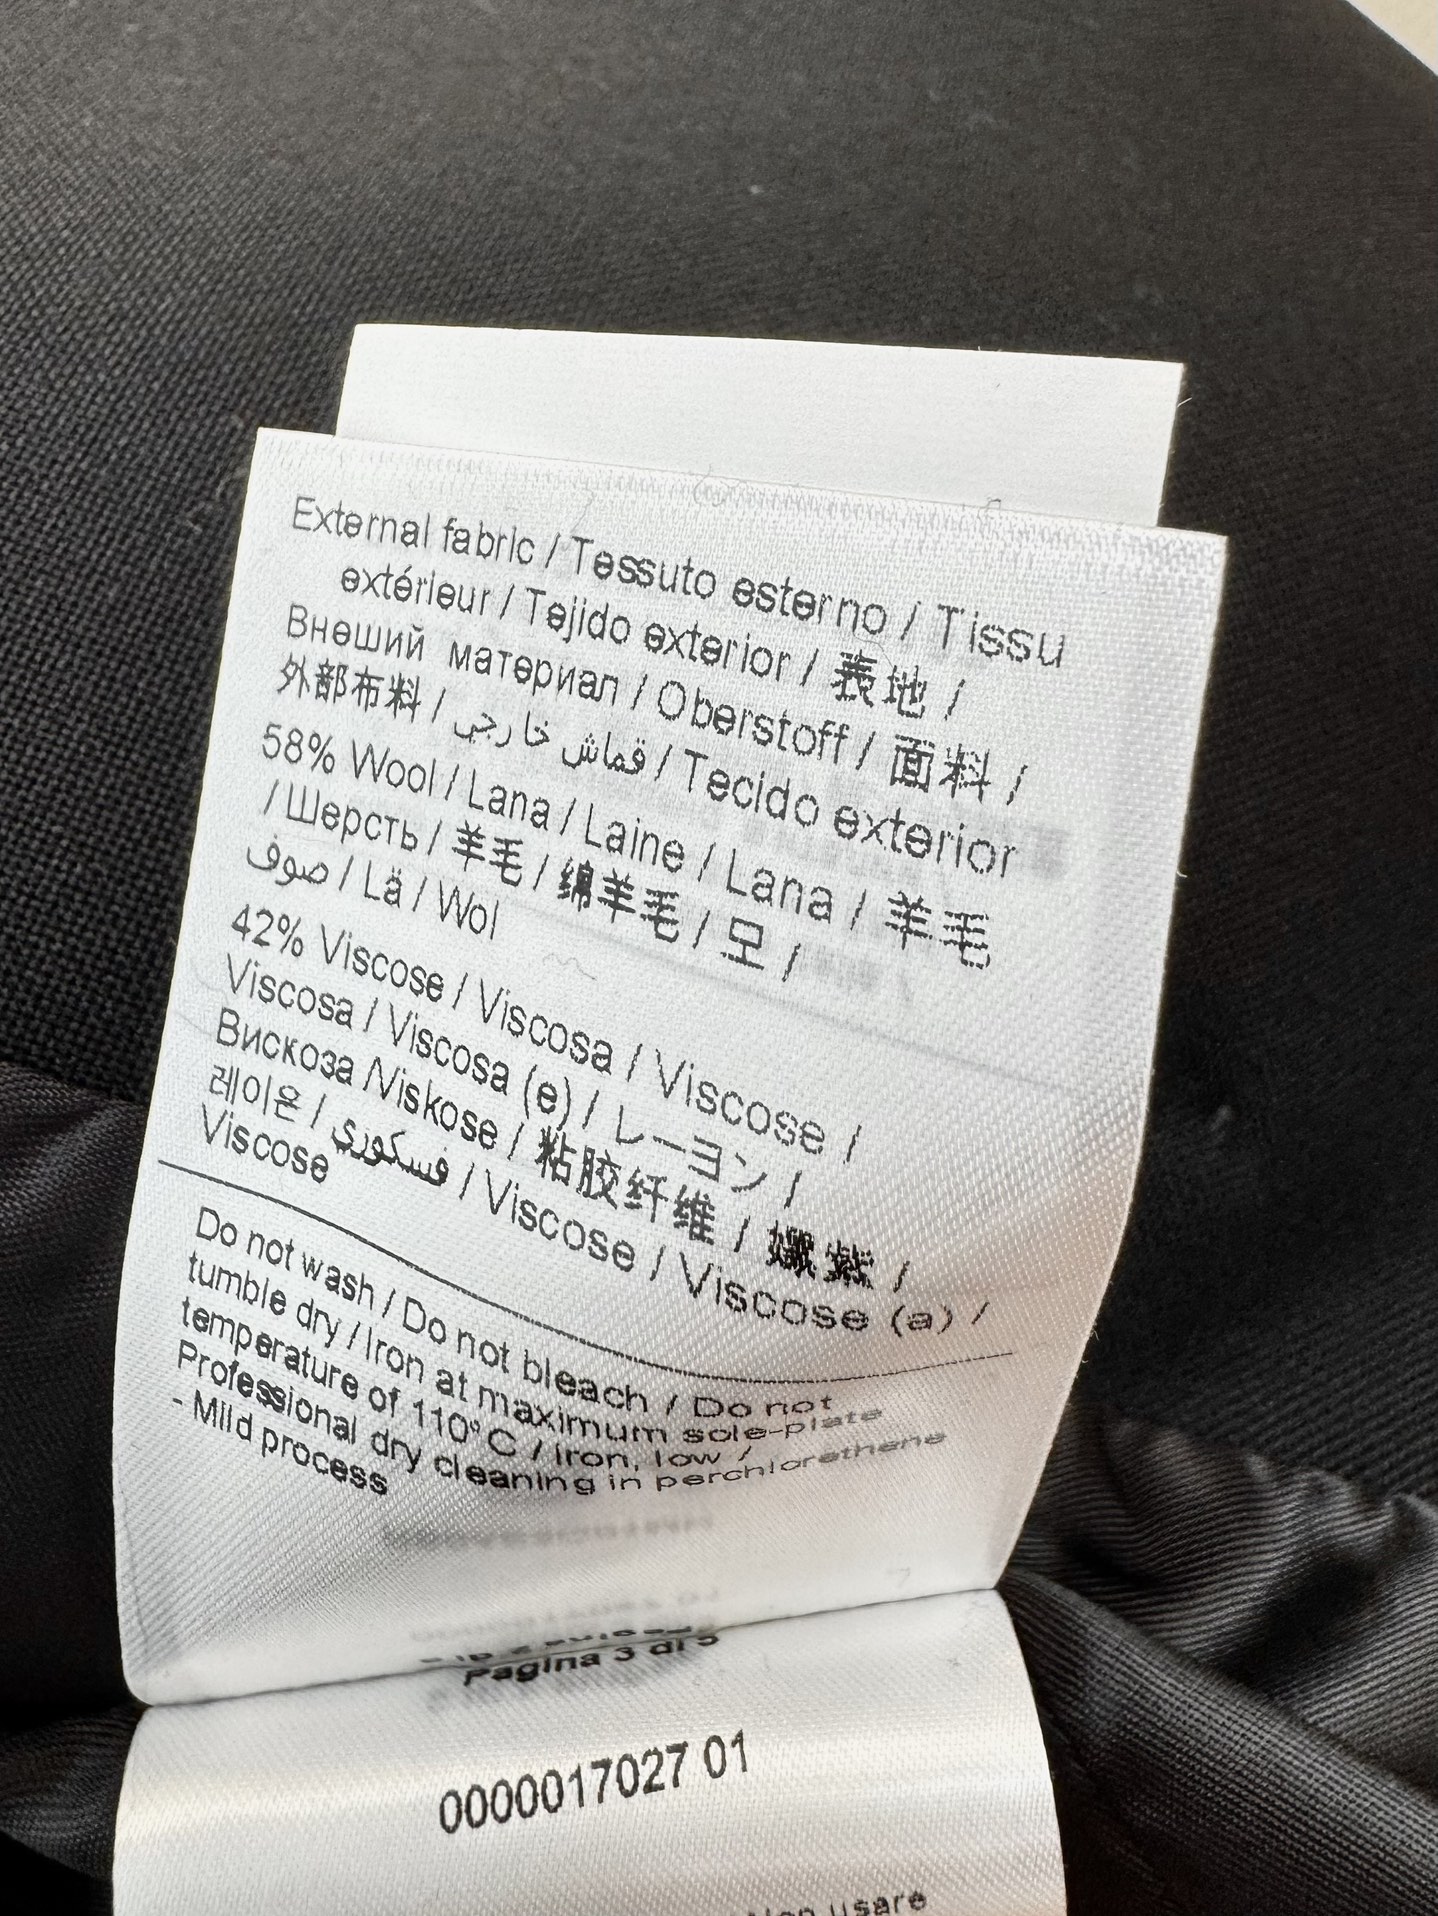 External fabric / Tessuto esterno / Tissu
extérieur / Tejido exterior / 表地 /
Внеший материал / Oberstoff / 面料 /
外部布料 / قماش خارجي / Tecido exterior
58% Wool / Lana / Laine / Lana / 羊毛
/ Шерсть / 羊毛 / 綿羊毛 / 모 /
صوف / Lä / Wol
42% Viscose / Viscosa / Viscose /
Viscosa / Viscosa (e) / レーヨン /
Вискоза /Viskose / 粘胶纤维 / 嫘縈 /
레이온 / فسكوري / Viscose / Viscose (a) /
Viscose
Do not wash / Do not bleach / Do not
tumble dry / Iron at maximum sole-plate
temperature of 110°C / Iron, low /
Professional dry cleaning in perchlorethene
- Mild process
Pagina 3 di 5
0000017027 01
usare